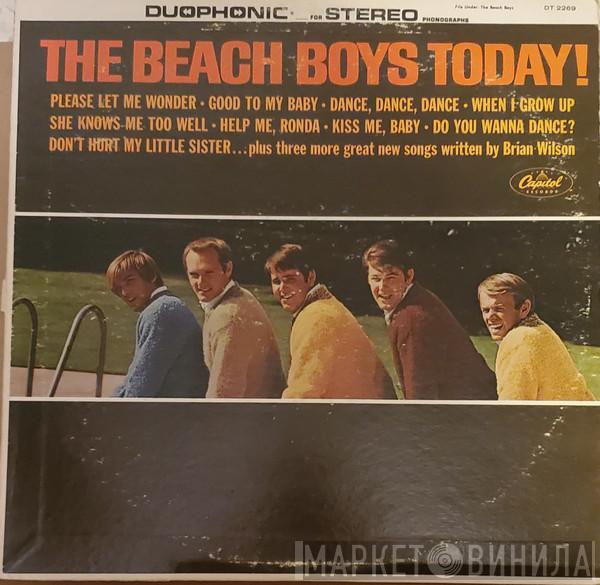 DUOPHONIC· FOR STEREO PHONOGRAPHS
File Under: The Beach Boys
DT 2269
THE BEACH BOYS TODAY!
PLEASE LET ME WONDER · GOOD TO MY BABY · DANCE, DANCE, DANCE · WHEN I GROW UP
SHE KNOWS ME TOO WELL · HELP ME, RONDA · KISS ME, BABY · DO YOU WANNA DANCE?
DON'T HURT MY LITTLE SISTER...plus three more great new songs written by Brian Wilson
Capitol
RECORDS
МАРКЕТ ВИНИЛА